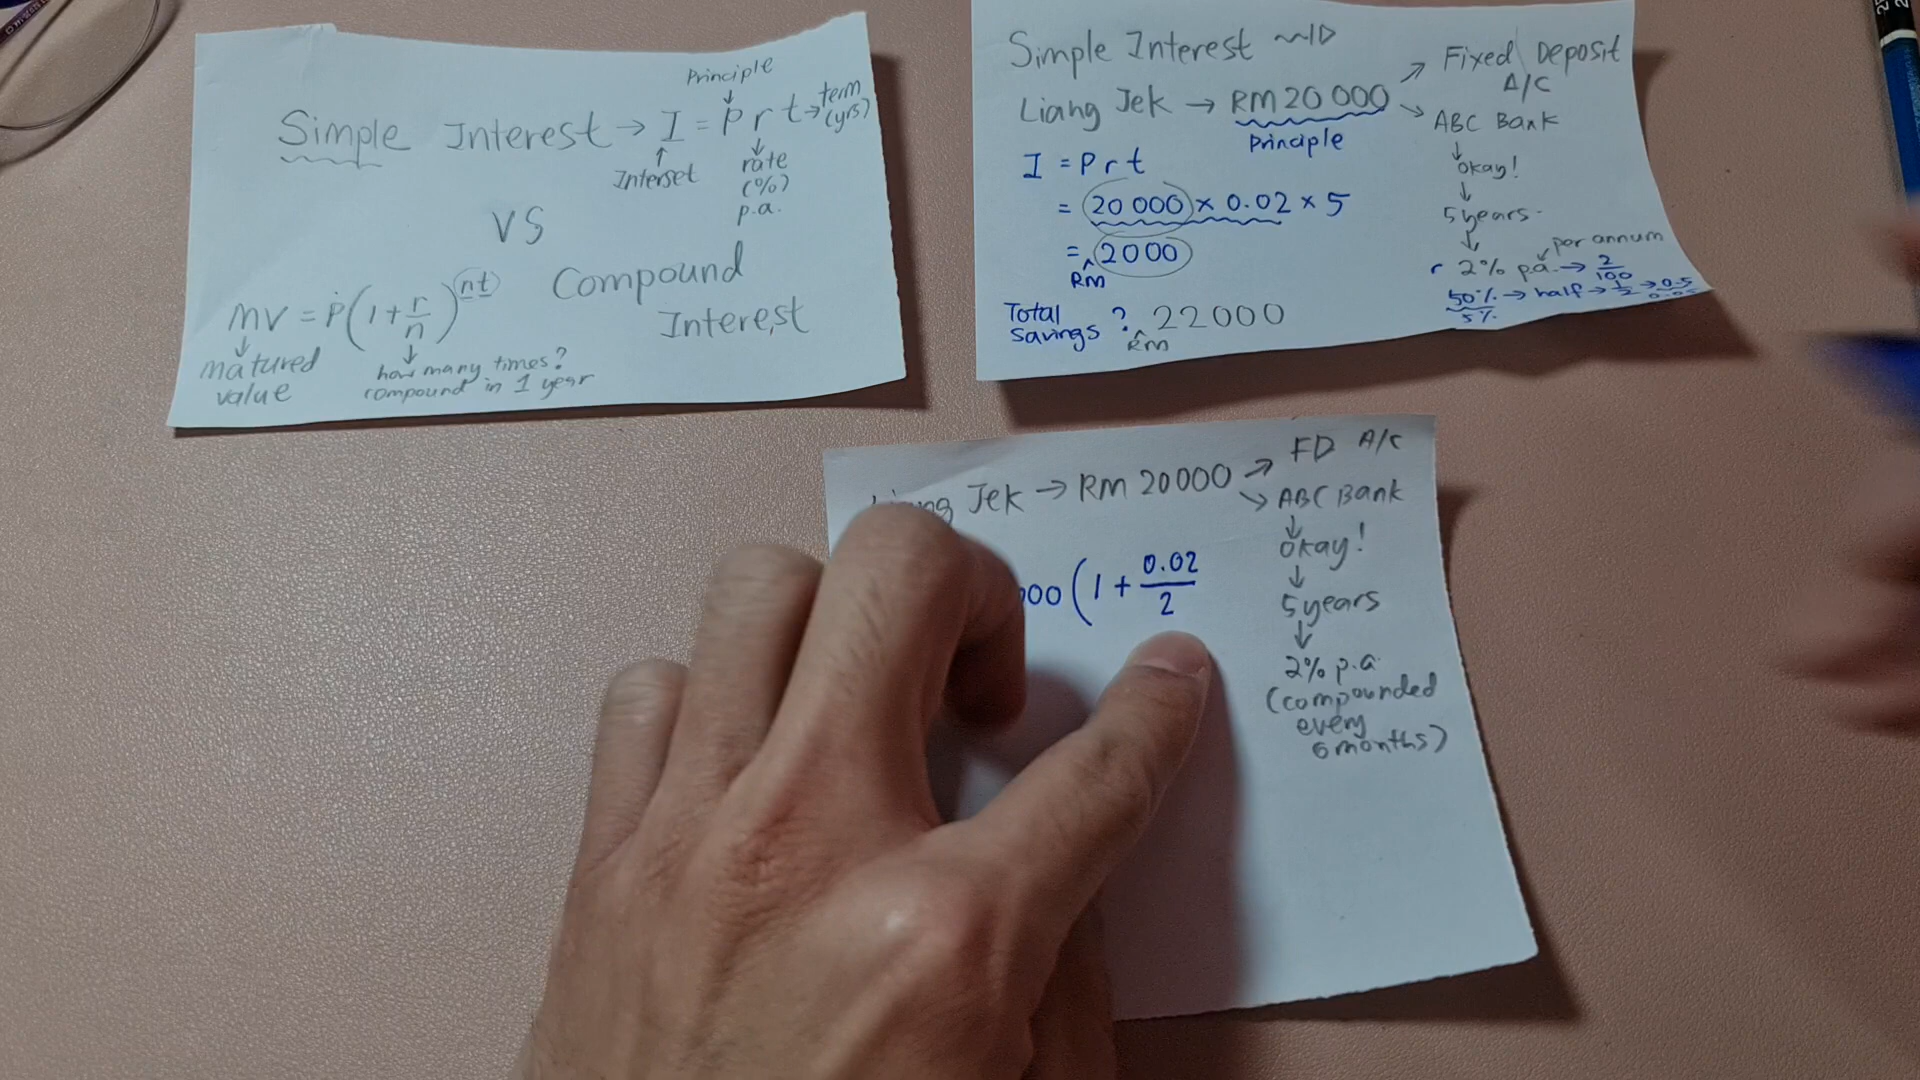 Principle
Simple Interest → I = Prt → term
(yrs)
Interset
rate
(%)
p.a.
VS
Compound
Interest
MV = P(1 + r/n)^(nt)
matured
value
how many times?
compound in 1 year
Simple Interest
Liang Jek → RM 20 000 → Fixed Deposit
A/C
ABC Bank
okay!
5 years
per annum
r 2% p.a. → 2/100
50% → half → 1/2 → 0.5
5%
Principle
I = Prt
= 20 000 × 0.02 × 5
= 2000
RM
Total
savings ? 22000
RM
Jek → RM 20000 → FD A/C
ABC Bank
okay!
5 years
2% p.a.
(compounded
every
6 months)
000 (1 + 0.02/2